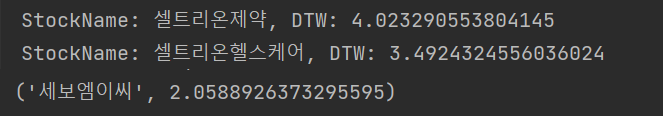 StockName: 셀트리온제약, DTW: 4.023290553804145
StockName: 셀트리온헬스케어, DTW: 3.4924324556036024
('세보엠이씨', 2.0588926373295595)